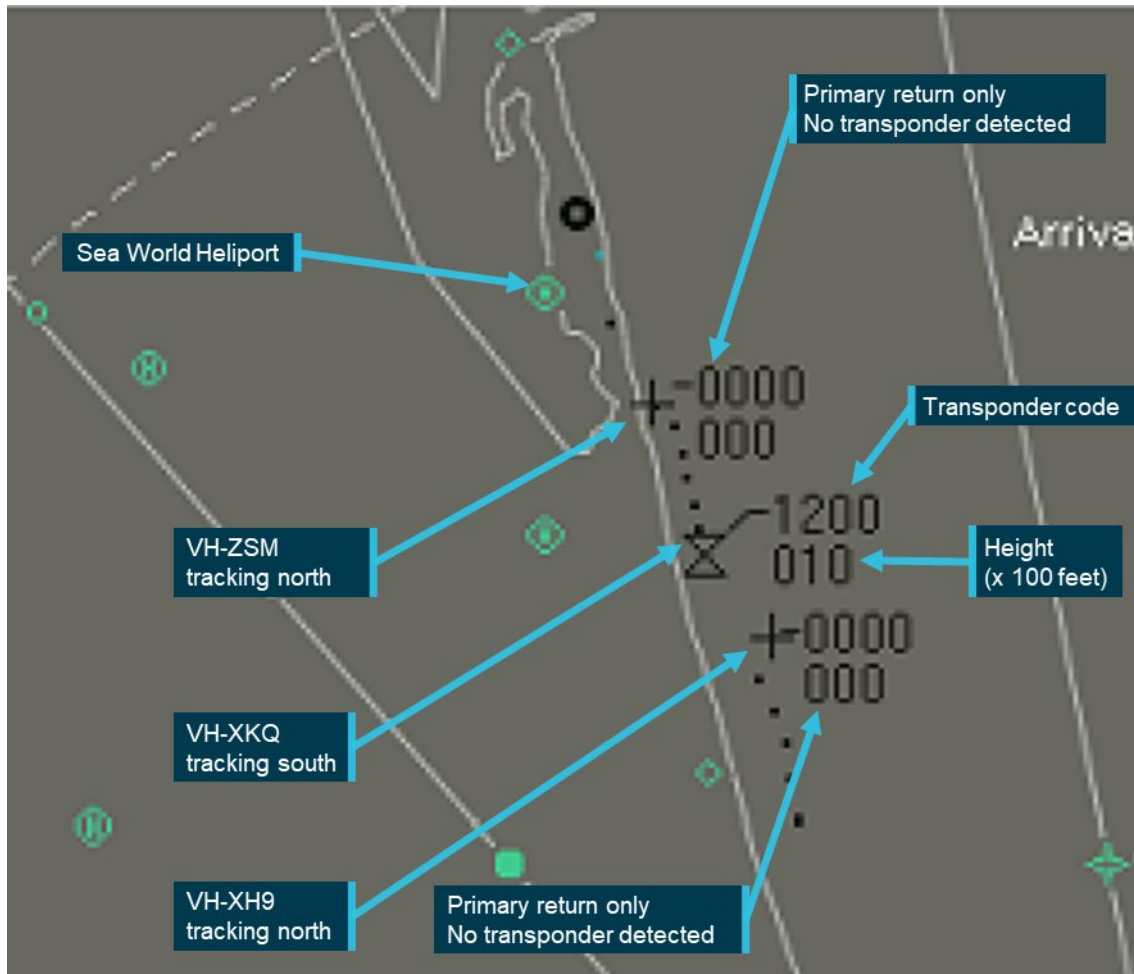 Primary return only
No transponder detected
Arriva
Sea World Heliport
-0000
000
Transponder code
-1200
010
Height
(x 100 feet)
VH-ZSM
tracking north
-0000
000
VH-XKQ
tracking south
VH-XH9
tracking north
Primary return only
No transponder detected